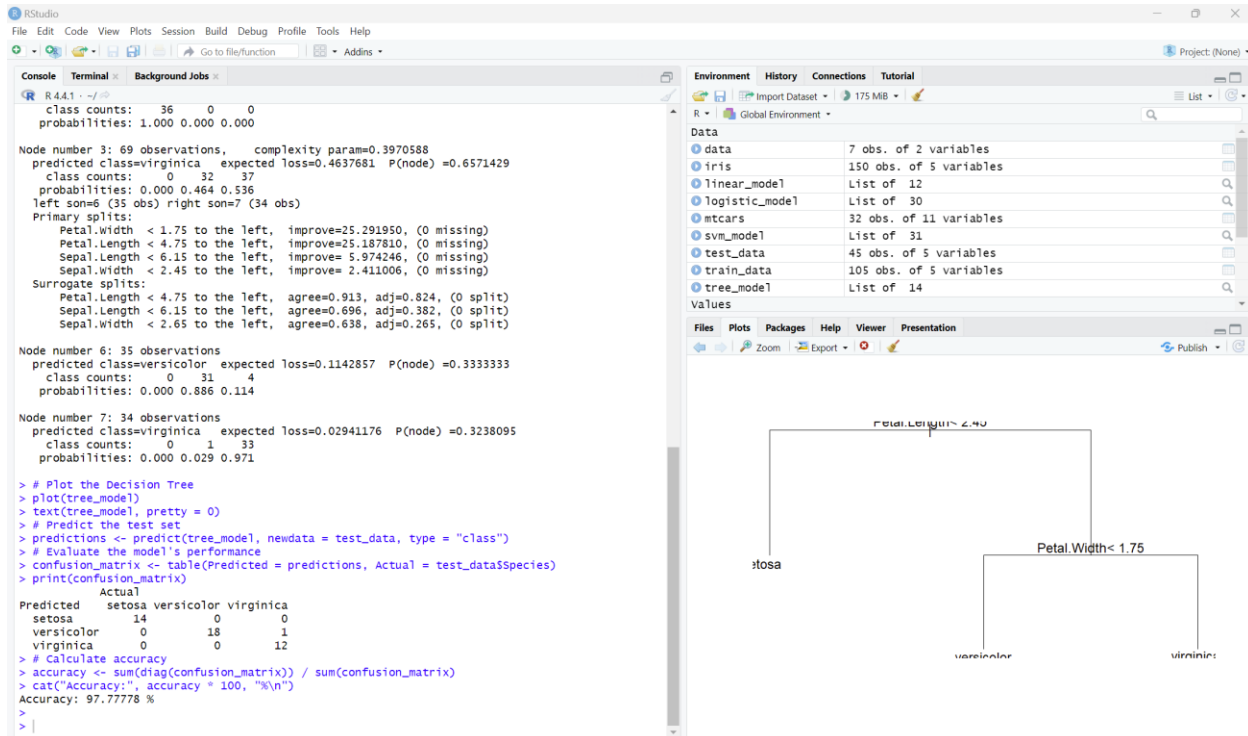 RStudio
File Edit Code View Plots Session Build Debug Profile Tools Help
Go to file/function Addins Project: (None)
Console Terminal Background Jobs
R 4.4.1 · ~/
class counts: 36 0 0
probabilities: 1.000 0.000 0.000
Node number 3: 69 observations, complexity param=0.3970588
predicted class=virginica expected loss=0.4637681 P(node) =0.6571429
class counts: 0 32 37
probabilities: 0.000 0.464 0.536
left son=6 (35 obs) right son=7 (34 obs)
Primary splits:
Petal.Width < 1.75 to the left, improve=25.291950, (0 missing)
Petal.Length < 4.75 to the left, improve=25.187810, (0 missing)
Sepal.Length < 6.15 to the left, improve= 5.974246, (0 missing)
Sepal.Width < 2.45 to the left, improve= 2.411006, (0 missing)
Surrogate splits:
Petal.Length < 4.75 to the left, agree=0.913, adj=0.824, (0 split)
Sepal.Length < 6.15 to the left, agree=0.696, adj=0.382, (0 split)
Sepal.Width < 2.65 to the left, agree=0.638, adj=0.265, (0 split)
Node number 6: 35 observations
predicted class=versicolor expected loss=0.1142857 P(node) =0.3333333
class counts: 0 31 4
probabilities: 0.000 0.886 0.114
Node number 7: 34 observations
predicted class=virginica expected loss=0.02941176 P(node) =0.3238095
class counts: 0 1 33
probabilities: 0.000 0.029 0.971
> # Plot the Decision Tree
> plot(tree_model)
> text(tree_model, pretty = 0)
> # Predict the test set
> predictions <- predict(tree_model, newdata = test_data, type = "class")
> # Evaluate the model's performance
> confusion_matrix <- table(Predicted = predictions, Actual = test_data$Species)
> print(confusion_matrix)
Actual
Predicted setosa versicolor virginica
setosa 14 0 0
versicolor 0 18 1
virginica 0 0 12
> # Calculate accuracy
> accuracy <- sum(diag(confusion_matrix)) / sum(confusion_matrix)
> cat("Accuracy:", accuracy * 100, "%\n")
Accuracy: 97.77778 %
>
>
Environment History Connections Tutorial
Import Dataset 175 MiB List
R Global Environment
Data
data 7 obs. of 2 variables
iris 150 obs. of 5 variables
linear_model List of 12
logistic_model List of 30
mtcars 32 obs. of 11 variables
svm_model List of 31
test_data 45 obs. of 5 variables
train_data 105 obs. of 5 variables
tree_model List of 14
Values
Files Plots Packages Help Viewer Presentation
Zoom Export Publish
Petal.Length< 2.45
Petal.Width< 1.75
etosa
versicolor virginica